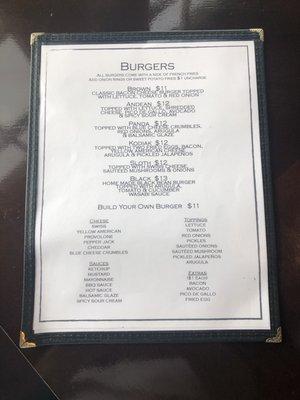 BURGERS
ALL BURGERS COME WITH A SIDE OF FRENCH FRIES
ADD ONION RINGS OR SWEET POTATO FRIES $1 UPCHARGE
BROWN $11
CLASSIC BACON CHEESE BURGER TOPPED
WITH LETTUCE, TOMATO & RED ONION
ANDEAN $12
TOPPED WITH LETTUCE, SHREDDED
CHEESE, PICO DE GALLO, AVOCADO
& SPICY SOUR CREAM
PANDA $12
TOPPED WITH BLUE CHEESE CRUMBLES,
RED ONIONS, ARUGULA
& BALSAMIC GLAZE
KODIAK $12
TOPPED WITH TWO FRIED EGGS, BACON,
YELLOW AMERICAN CHEESE,
ARUGULA & PICKLED JALAPEÑOS
SLOTH $12
TOPPED WITH SWISS CHEESE,
SAUTÉED MUSHROOMS & ONIONS
BLACK $13
HOME MADE BLACK BEAN BURGER
TOPPED WITH ARUGULA,
TOMATO & CUCUMBER
WASABI SAUCE
BUILD YOUR OWN BURGER $11
CHEESE
SWISS
YELLOW AMERICAN
PROVOLONE
PEPPER JACK
CHEDDAR
BLUE CHEESE CRUMBLES
SAUCES
KETCHUP
MUSTARD
MAYONNAISE
BBQ SAUCE
HOT SAUCE
BALSAMIC GLAZE
SPICY SOUR CREAM
TOPPINGS
LETTUCE
TOMATO
RED ONIONS
PICKLES
SAUTÉED ONIONS
SAUTÉED MUSHROOM
PICKLED JALAPEÑOS
ARUGULA
EXTRAS
($1 EACH)
BACON
AVOCADO
PICO DE GALLO
FRIED EGG